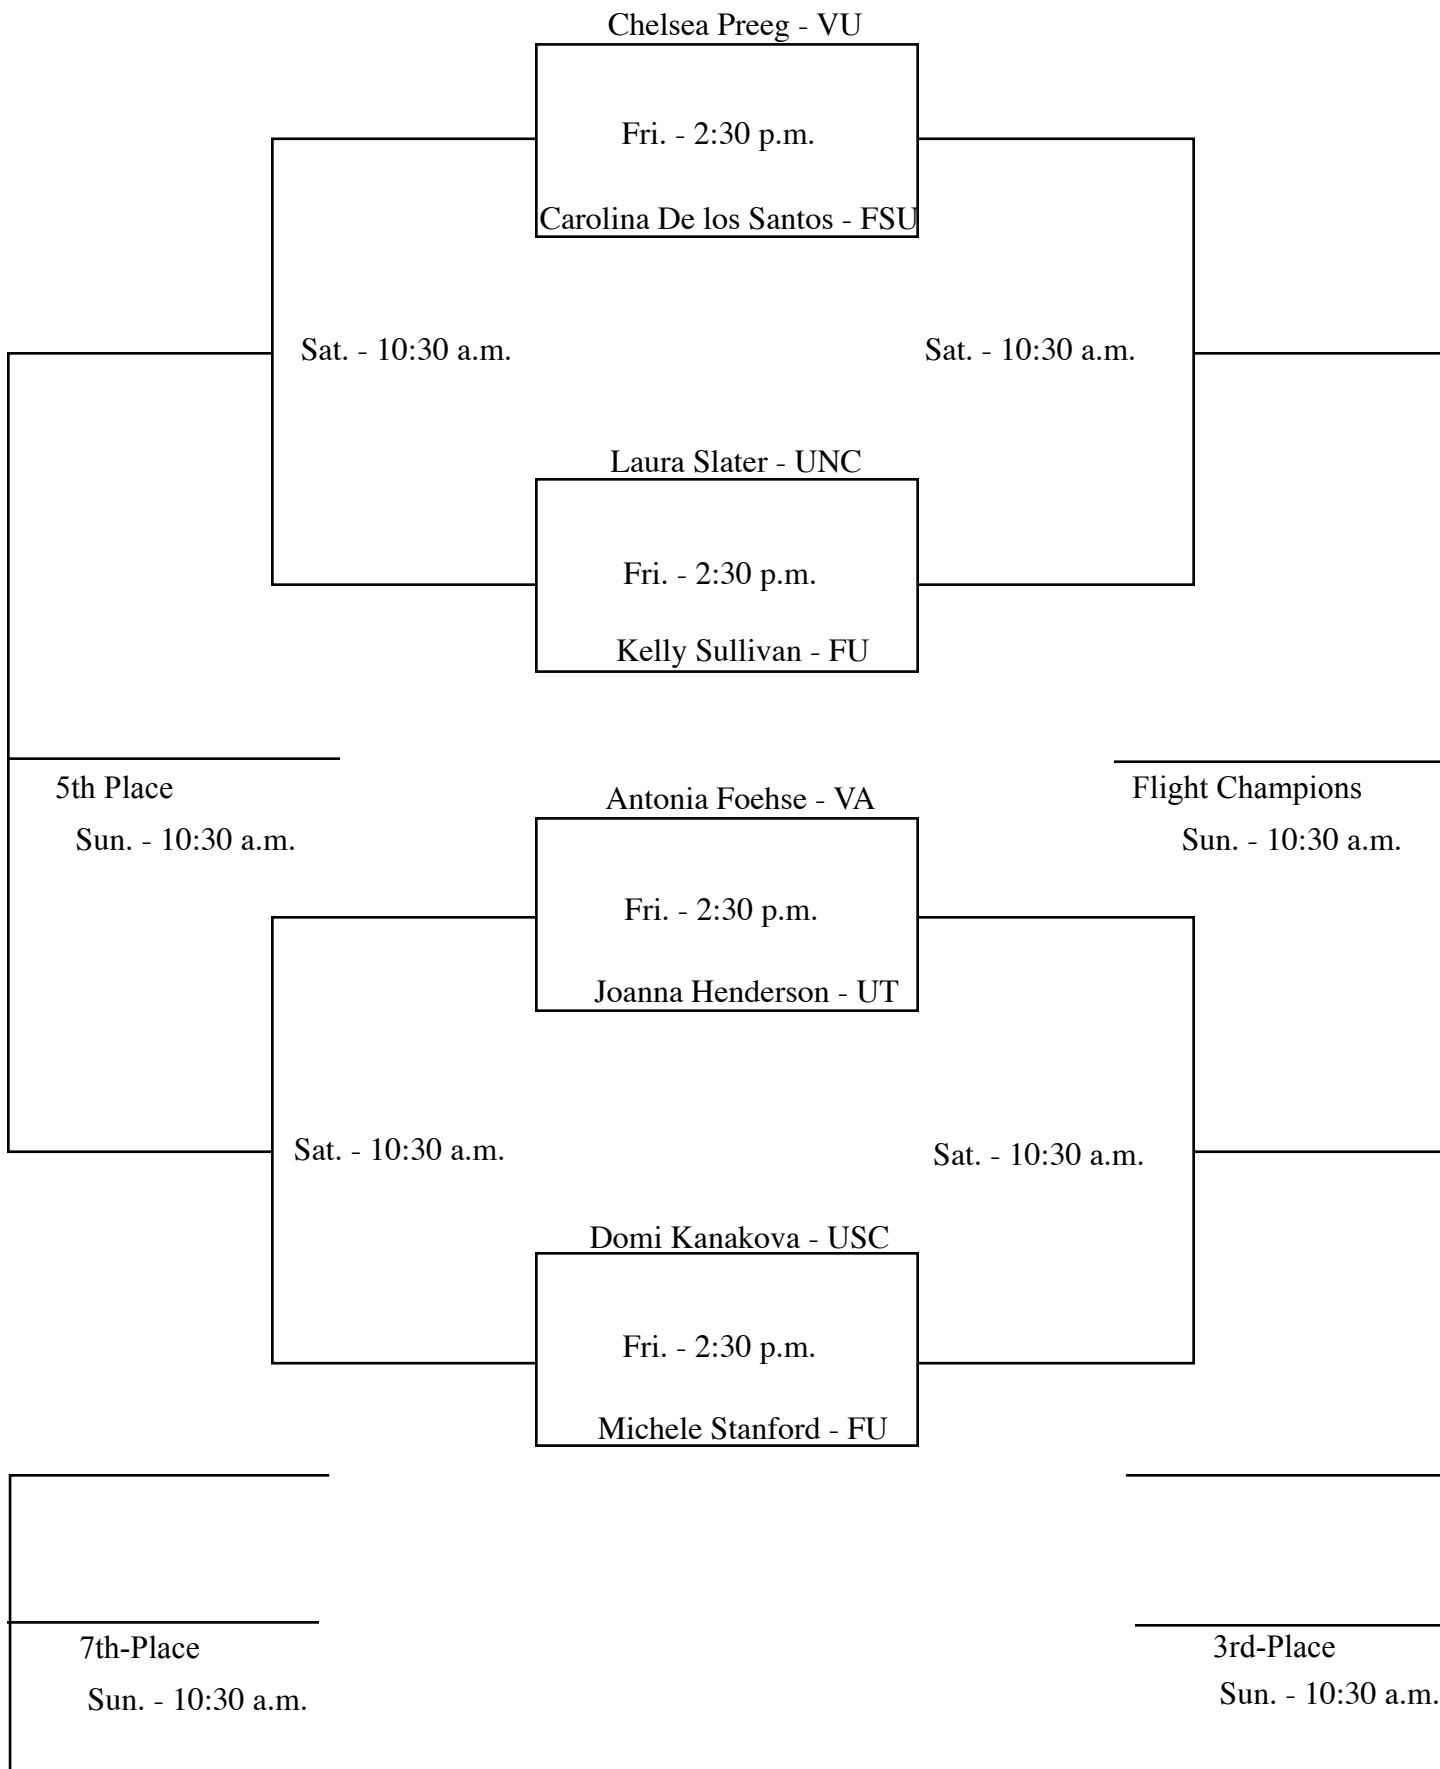 Chelsea Preeg - VU
Fri. - 2:30 p.m.
Carolina De los Santos - FSU
Sat. - 10:30 a.m.
Sat. - 10:30 a.m.
Laura Slater - UNC
Fri. - 2:30 p.m.
Kelly Sullivan - FU
5th Place
Sun. - 10:30 a.m.
Flight Champions
Sun. - 10:30 a.m.
Antonia Foehse - VA
Fri. - 2:30 p.m.
Joanna Henderson - UT
Sat. - 10:30 a.m.
Sat. - 10:30 a.m.
Domi Kanakova - USC
Fri. - 2:30 p.m.
Michele Stanford - FU
7th-Place
Sun. - 10:30 a.m.
3rd-Place
Sun. - 10:30 a.m.